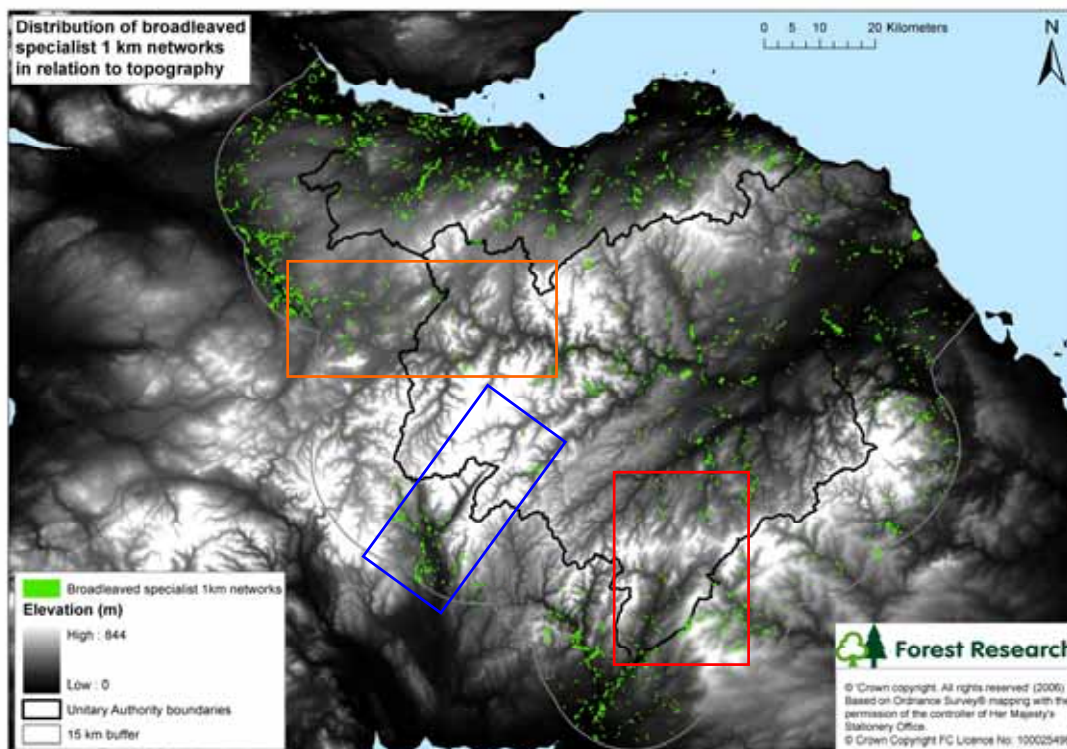 Distribution of broadleaved
specialist 1 km networks
in relation to topography
0 5 10 20 Kilometers
N
Broadleaved specialist 1km networks
Elevation (m)
High : 844
Low : 0
Unitary Authority boundaries
15 km buffer
Forest Research
© 'Crown copyright. All rights reserved' (2006)
Based on Ordnance Survey® mapping with the
permission of the controller of Her Majesty's
Stationery Office.
© Crown Copyright FC Licence No: 100025498